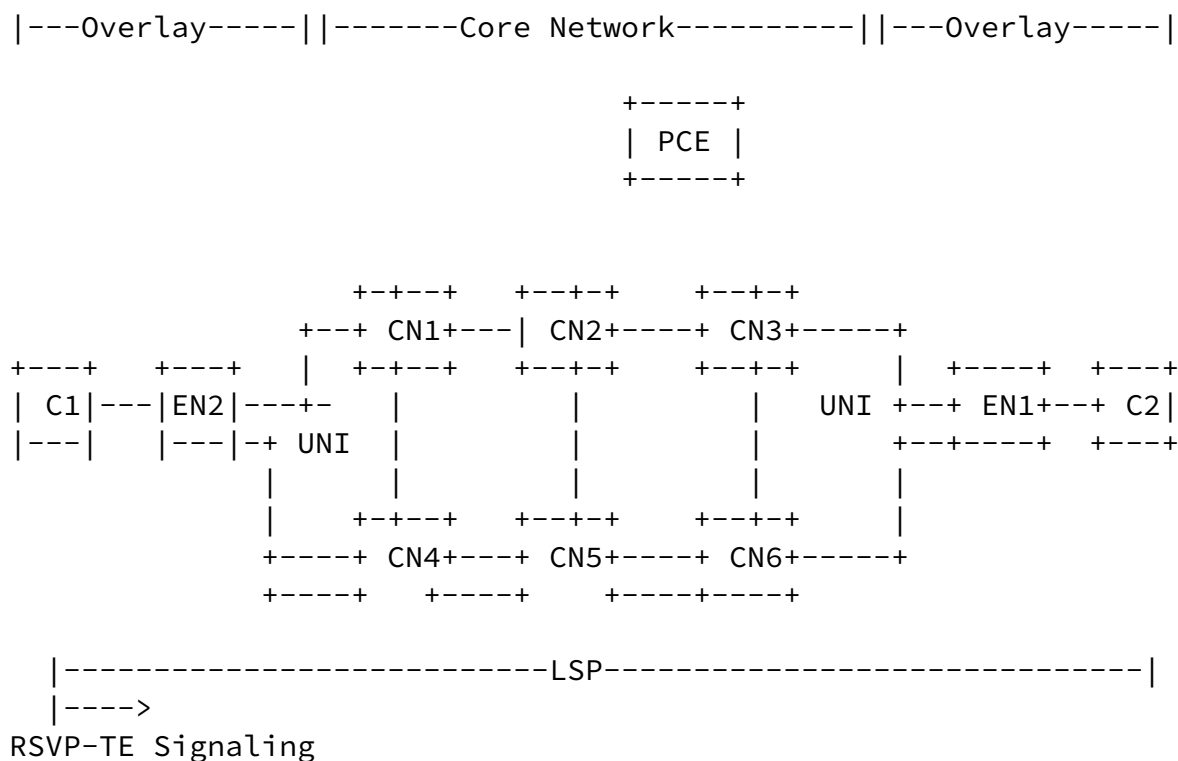 |---Overlay-----||-------Core Network----------||---Overlay-----|
                                  +-----+
                                  | PCE |
                                  +-----+
                   +-+--+   +--+-+    +--+-+
                +--+ CN1+---| CN2+----+ CN3+-----+
+---+   +---+   |  +-+--+   +--+-+    +--+-+     |  +----+  +---+
| C1|---|EN2|---+-   |         |         |   UNI +--+ EN1+--+ C2|
|---|   |---|-+ UNI  |         |         |       +--+----+  +---+
              |      |         |         |       |
              |    +-+--+   +--+-+    +--+-+     |
              +----+ CN4+---+ CN5+----+ CN6+-----+
              +----+   +----+    +----+----+
  |---------------------------LSP------------------------------|
  |---->
RSVP-TE Signaling